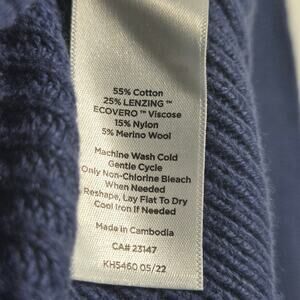 55% Cotton
25% LENZING™
ECOVERO™ Viscose
15% Nylon
5% Merino Wool
Machine Wash Cold
Gentle Cycle
Only Non-Chlorine Bleach
When Needed
Reshape, Lay Flat To Dry
Cool Iron If Needed
Made in Cambodia
CA# 23147
KH5460 05/22